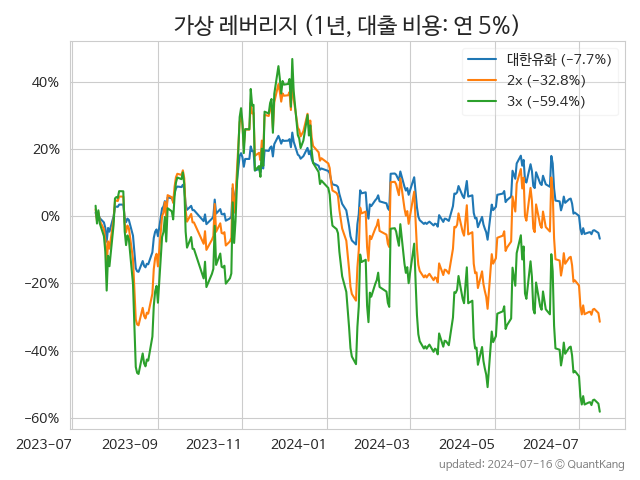 가상 레버리지 (1년, 대출 비용: 연 5%)
대한유화 (−7.7%)
2x (−32.8%)
3x (−59.4%)
40%
20%
0%
−20%
−40%
−60%
2023-07
2023-09
2023-11
2024-01
2024-03
2024-05
2024-07
updated: 2024-07-16 © QuantKang